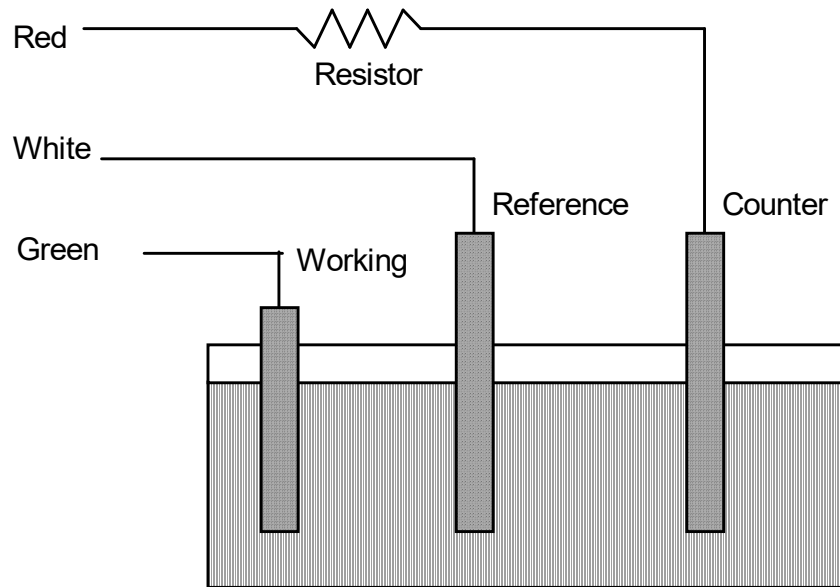 Red
Resistor
White
Reference
Counter
Green
Working